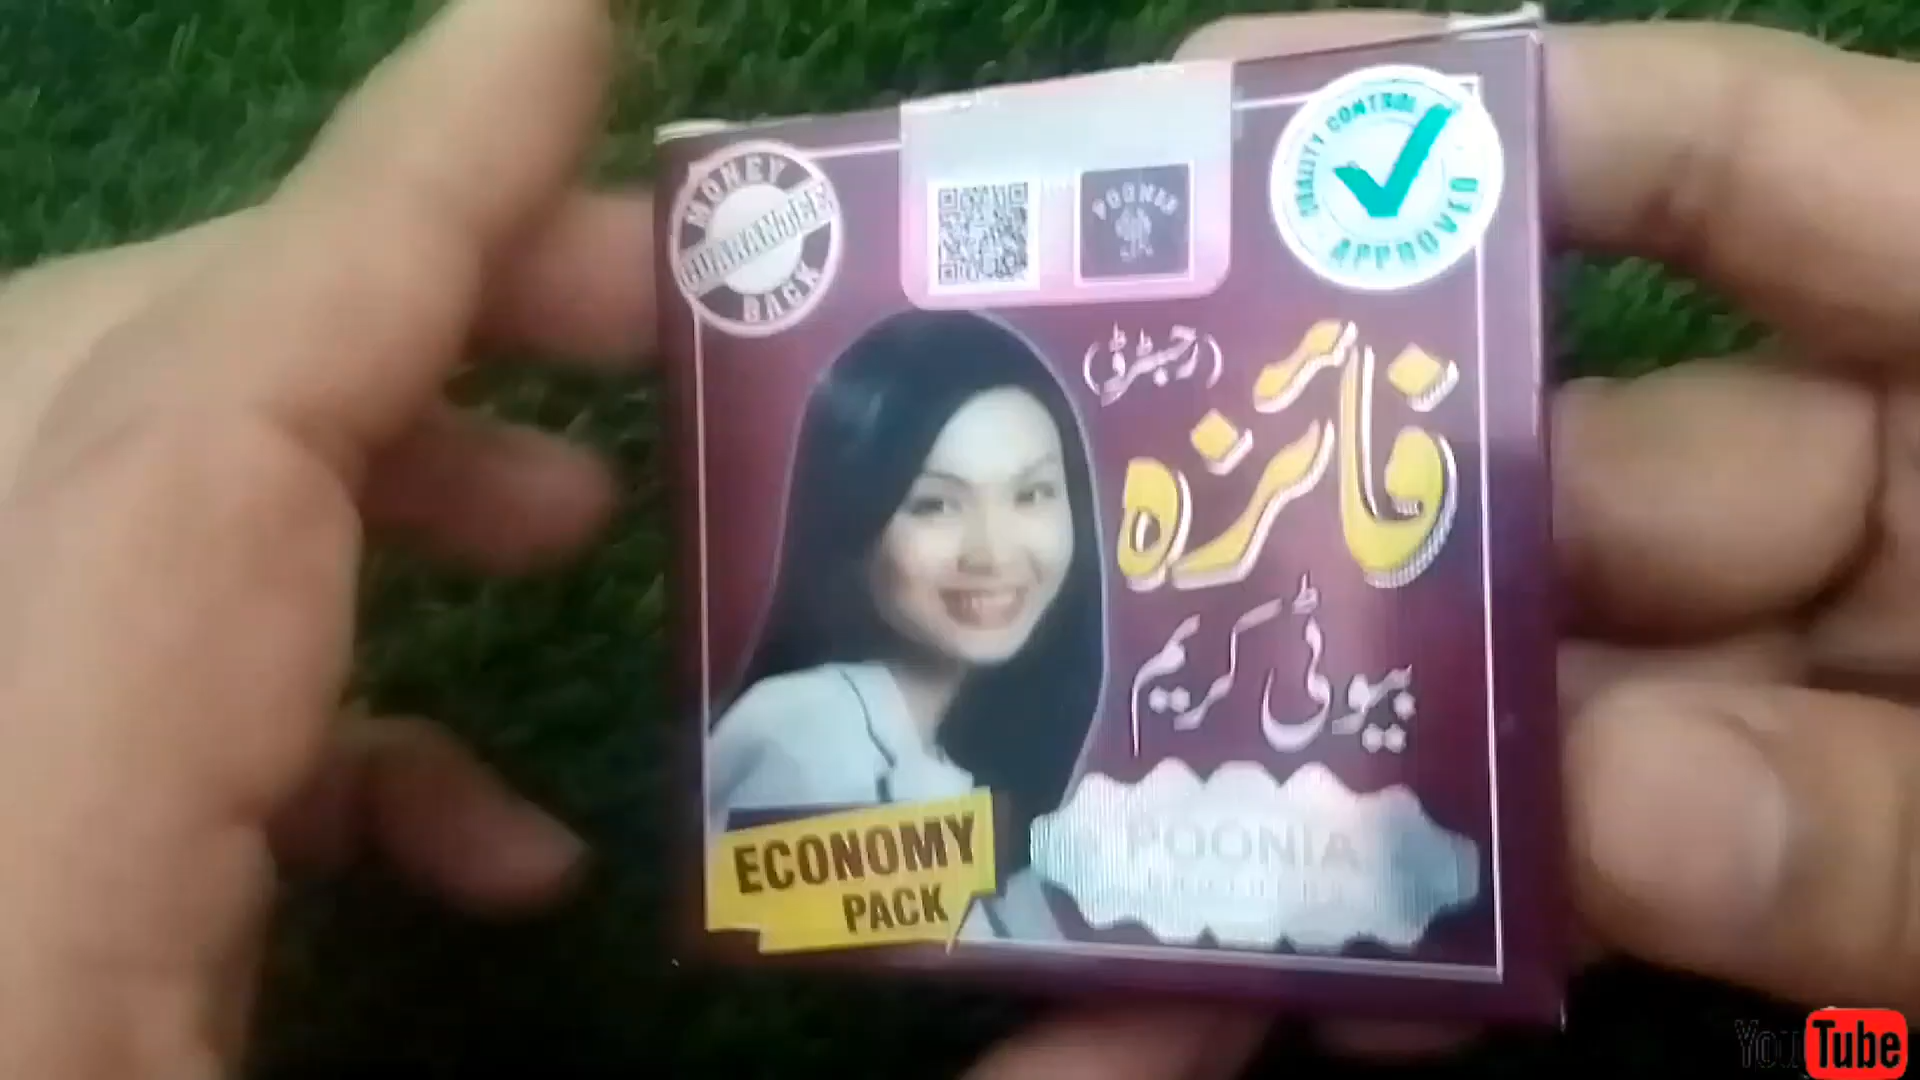 MONEY
GUARANTEE
BACK
POONIA
QUALITY CONTROL
APPROVED
(رجسٹرڈ)
فائزہ
بیوٹی کریم
ECONOMY
PACK
POONIA
YouTube